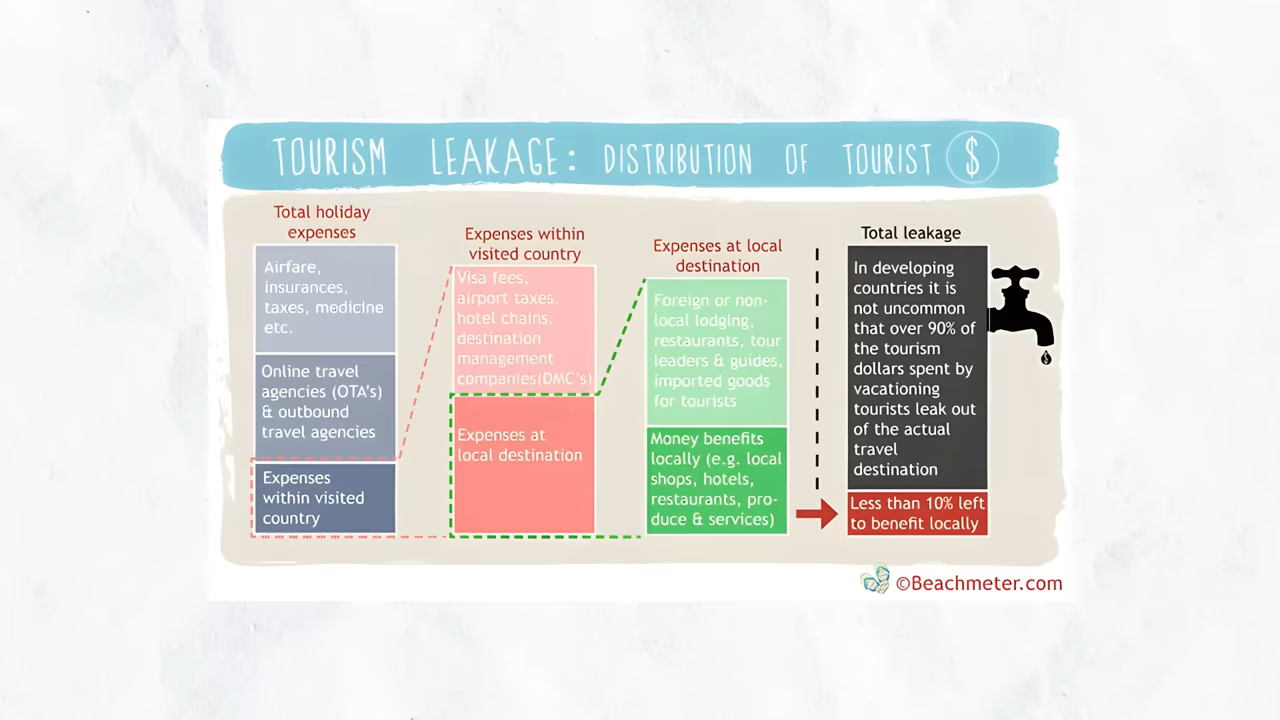 TOURISM LEAKAGE: DISTRIBUTION OF TOURIST $
Total holiday
expenses
Airfare,
insurances,
taxes, medicine
etc.
Online travel
agencies (OTA's)
& outbound
travel agencies
Expenses
within visited
country
Expenses within
visited country
Visa fees,
airport taxes,
hotel chains,
destination
management
companies(DMC's)
Expenses at
local destination
Expenses at local
destination
Foreign or non-
local lodging,
restaurants, tour
leaders & guides,
imported goods
for tourists
Money benefits
locally (e.g. local
shops, hotels,
restaurants, pro-
duce & services)
Total leakage
In developing
countries it is
not uncommon
that over 90% of
the tourism
dollars spent by
vacationing
tourists leak out
of the actual
travel
destination
Less than 10% left
to benefit locally
©Beachmeter.com